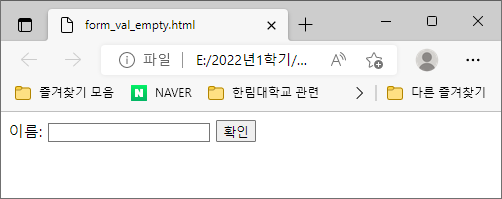 form_val_empty.html
파일 E:/2022년1학기/...
즐겨찾기 모음 NAVER 한림대학교 관련 다른 즐겨찾기
이름: 확인